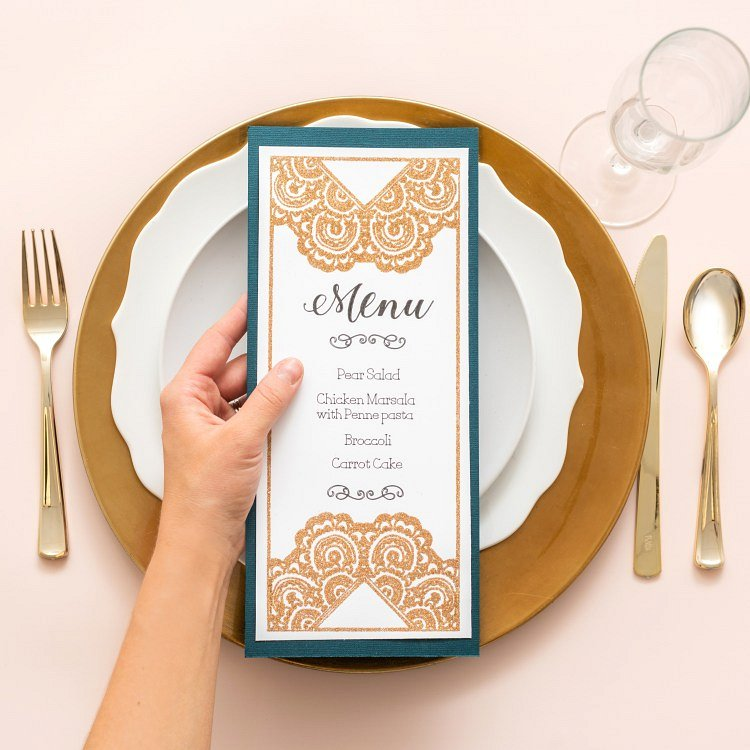 Menu
Pear Salad
Chicken Marsala
with Penne pasta
Broccoli
Carrot Cake